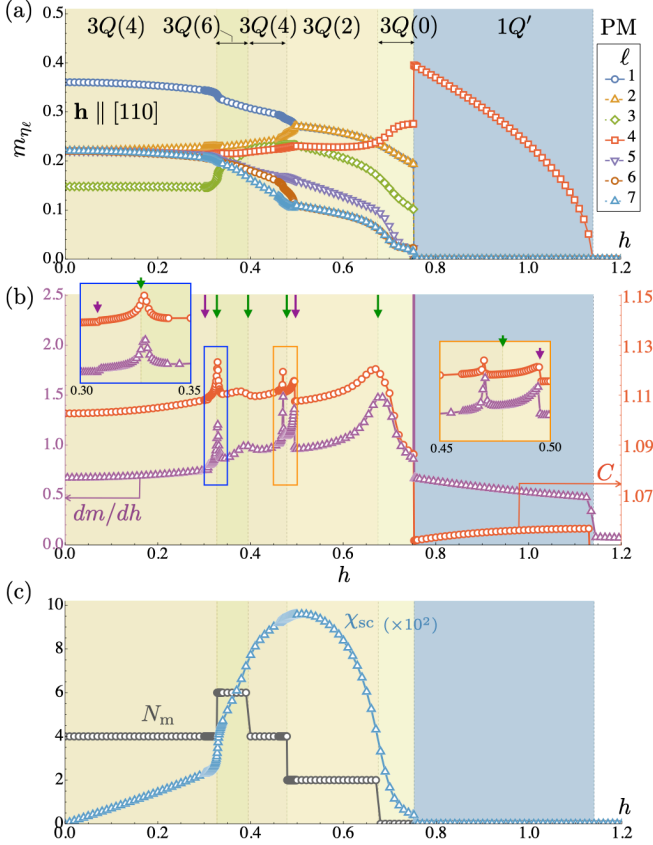 (a)
3Q(4) 3Q(6) 3Q(4) 3Q(2) 3Q(0) 1Q′ PM
0.5
0.4
0.3
0.2
0.1
0.0
m_{η_ℓ}
h ∥ [110]
ℓ
1
2
3
4
5
6
7
0.0 0.2 0.4 0.6 0.8 1.0 1.2
h
(b)
2.5
2.0
1.5
1.0
0.5
0.0
0.30 0.35
0.45 0.50
dm/dh
C
1.15
1.13
1.11
1.09
1.07
0.0 0.2 0.4 0.6 0.8 1.0 1.2
h
(c)
10
8
6
4
2
0
χ_{sc} (×10²)
N_m
h
0.0 0.2 0.4 0.6 0.8 1.0 1.2